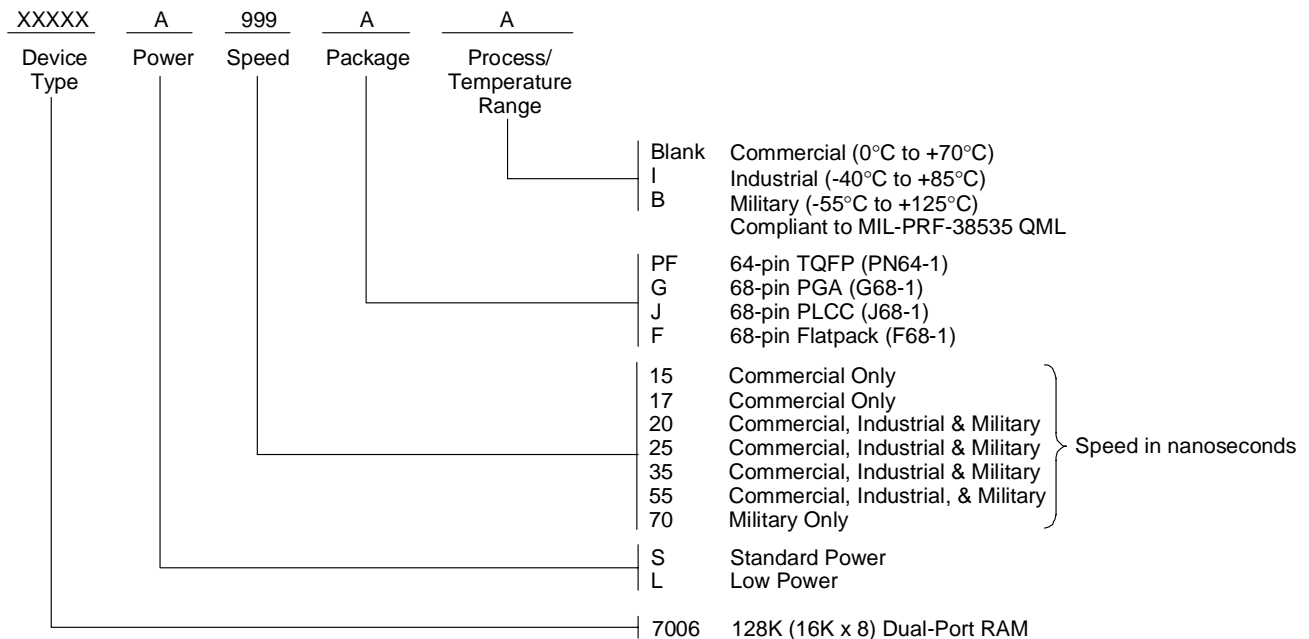 XXXXX A 999 A A
Device Type Power Speed Package Process/ Temperature Range
Blank Commercial (0°C to +70°C)
I Industrial (-40°C to +85°C)
B Military (-55°C to +125°C)
Compliant to MIL-PRF-38535 QML
PF 64-pin TQFP (PN64-1)
G 68-pin PGA (G68-1)
J 68-pin PLCC (J68-1)
F 68-pin Flatpack (F68-1)
15 Commercial Only
17 Commercial Only
20 Commercial, Industrial & Military
25 Commercial, Industrial & Military
35 Commercial, Industrial & Military
55 Commercial, Industrial, & Military
70 Military Only
Speed in nanoseconds
S Standard Power
L Low Power
7006 128K (16K x 8) Dual-Port RAM